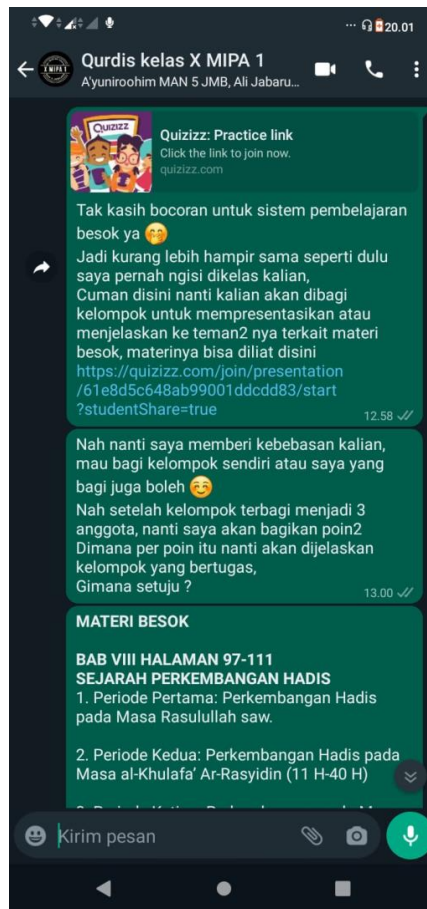 20.01
Qurdis kelas X MIPA 1
A'yuniroohim MAN 5 JMB, Ali Jabaru...
X MIPA 1
QUIZIZZ
Quizizz: Practice link
Click the link to join now.
quizizz.com
Tak kasih bocoran untuk sistem pembelajaran
besok ya 🤭
Jadi kurang lebih hampir sama seperti dulu
saya pernah ngisi dikelas kalian,
Cuman disini nanti kalian akan dibagi
kelompok untuk mempresentasikan atau
menjelaskan ke teman2 nya terkait materi
besok, materinya bisa diliat disini
https://quizizz.com/join/presentation
/61e8d5c648ab99001ddcdd83/start
?studentShare=true
12.58
Nah nanti saya memberi kebebasan kalian,
mau bagi kelompok sendiri atau saya yang
bagi juga boleh ☺️
Nah setelah kelompok terbagi menjadi 3
anggota, nanti saya akan bagikan poin2
Dimana per poin itu nanti akan dijelaskan
kelompok yang bertugas,
Gimana setuju ?
13.00
MATERI BESOK
BAB VIII HALAMAN 97-111
SEJARAH PERKEMBANGAN HADIS
1. Periode Pertama: Perkembangan Hadis
pada Masa Rasulullah saw.
2. Periode Kedua: Perkembangan Hadis pada
Masa al-Khulafa' Ar-Rasyidin (11 H-40 H)
Kirim pesan